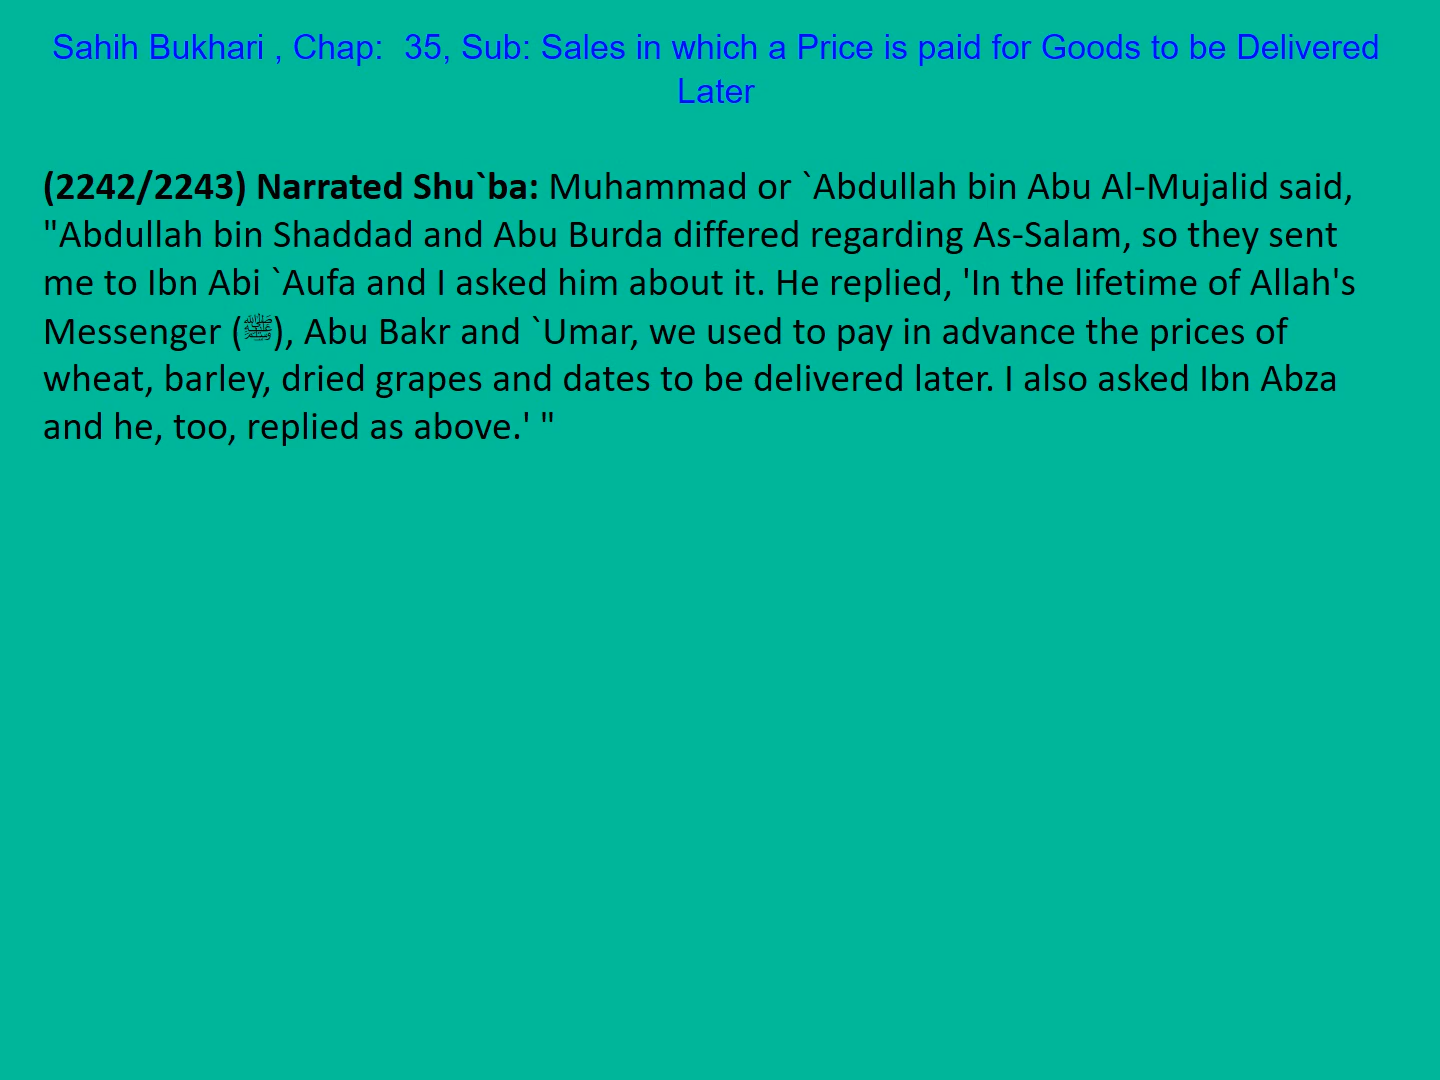 Sahih Bukhari , Chap:  35, Sub: Sales in which a Price is paid for Goods to be Delivered
Later
(2242/2243) Narrated Shu`ba: Muhammad or `Abdullah bin Abu Al-Mujalid said,
"Abdullah bin Shaddad and Abu Burda differed regarding As-Salam, so they sent
me to Ibn Abi `Aufa and I asked him about it. He replied, 'In the lifetime of Allah's
Messenger (ﷺ), Abu Bakr and `Umar, we used to pay in advance the prices of
wheat, barley, dried grapes and dates to be delivered later. I also asked Ibn Abza
and he, too, replied as above.' "